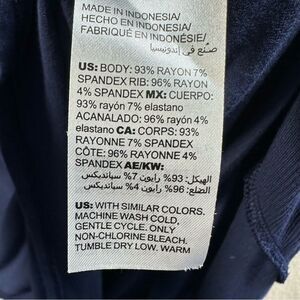 MADE IN INDONESIA/
HECHO EN INDONESIA/
FABRIQUÉ EN INDONÉSIE/
صنع في إندونيسيا
US: BODY: 93% RAYON 7%
SPANDEX RIB: 96% RAYON
4% SPANDEX MX: CUERPO:
93% rayón 7% elastano
ACANALADO: 96% rayón 4%
elastano CA: CORPS: 93%
RAYONNE 7% SPANDEX
CÔTE: 96% RAYONNE 4%
SPANDEX AE/KW:
الهيكل: 93% رايون 7% سباندكس
الضلع: 96% رايون 4% سباندكس
US: WITH SIMILAR COLORS.
MACHINE WASH COLD,
GENTLE CYCLE. ONLY
NON-CHLORINE BLEACH.
TUMBLE DRY LOW. WARM